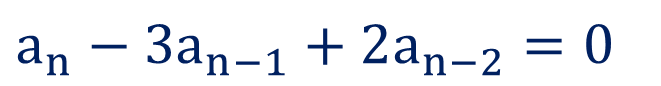 aₙ − 3aₙ₋₁ + 2aₙ₋₂ = 0